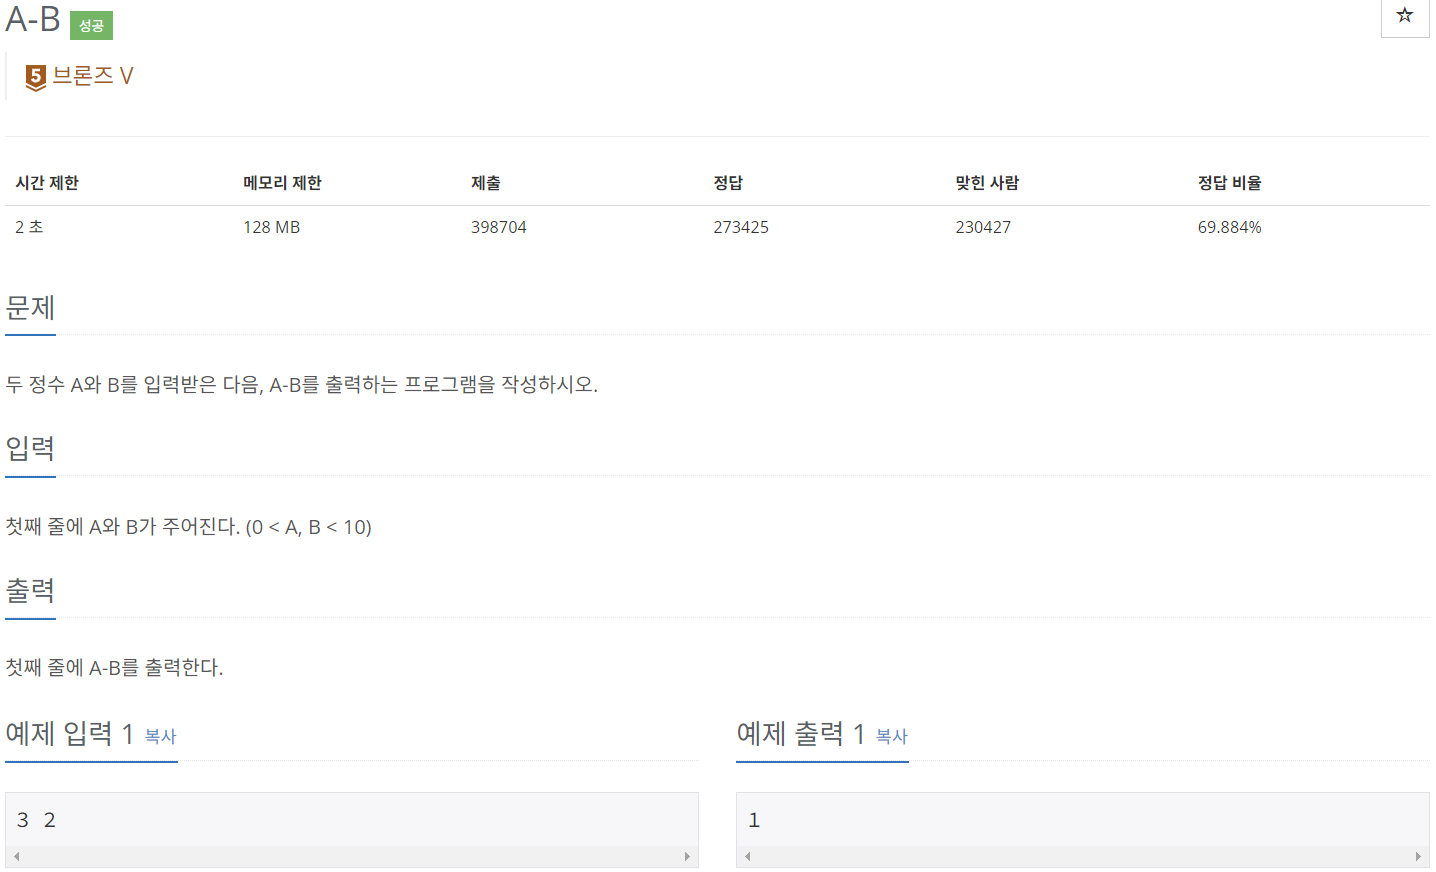 A-B 성공
5 브론즈 V
시간 제한 메모리 제한 제출 정답 맞힌 사람 정답 비율
2 초 128 MB 398704 273425 230427 69.884%
문제
두 정수 A와 B를 입력받은 다음, A-B를 출력하는 프로그램을 작성하시오.
입력
첫째 줄에 A와 B가 주어진다. (0 < A, B < 10)
출력
첫째 줄에 A-B를 출력한다.
예제 입력 1 복사
3 2
예제 출력 1 복사
1